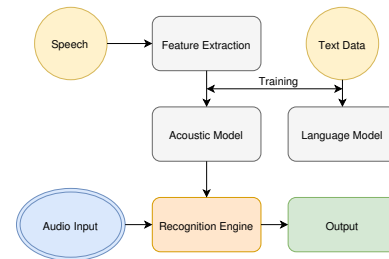 Speech
Feature Extraction
Text Data
Training
Acoustic Model
Language Model
Audio Input
Recognition Engine
Output